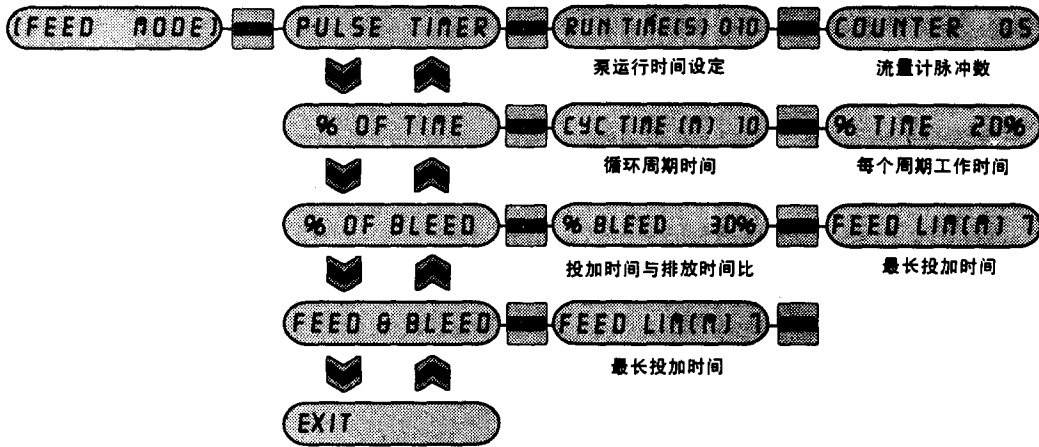 [FEED MODE] PULSE TIMER RUN TIME(S) 010 COUNTER 05
泵运行时间设定 流量计脉冲数
% OF TIME CYC TIME (M) 10 % TIME 20%
循环周期时间 每个周期工作时间
% OF BLEED % BLEED 30% FEED LIM(M) 7
投加时间与排放时间比 最长投加时间
FEED & BLEED FEED LIM(M) 7
最长投加时间
EXIT